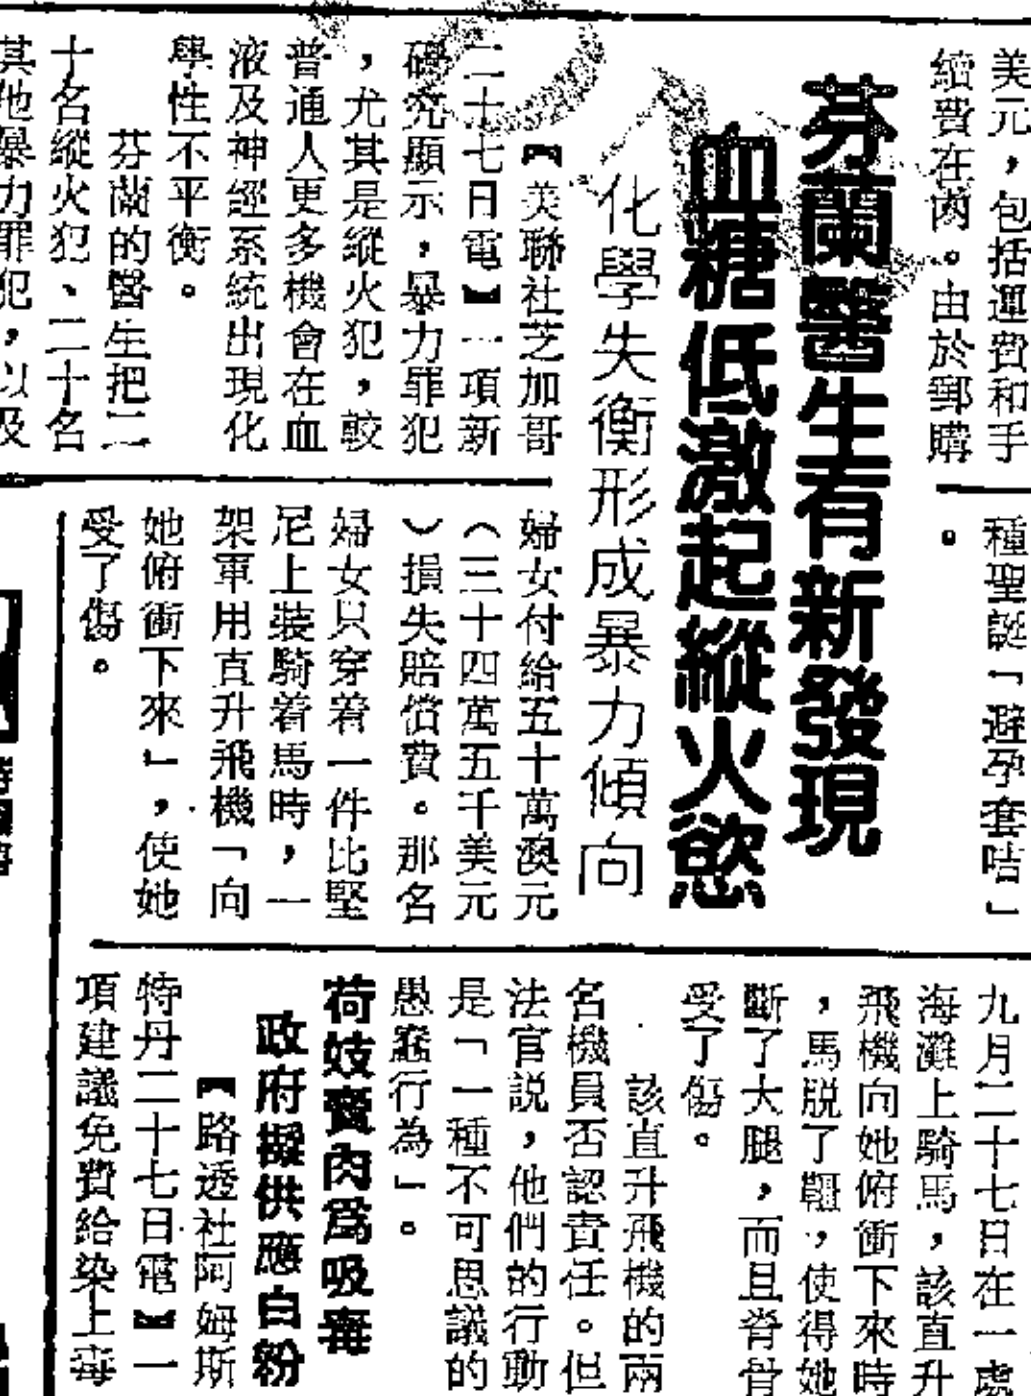 美元，包括運費和手
續費在內。由於郵購
種聖誕「避孕套咭」
。
芬蘭醫生有新發現
血糖低激起縱火慾
化學失衡形成暴力傾向
【美聯社芝加哥
二十七日電】一項新
研究顯示，暴力罪犯
，尤其是縱火犯，較
普通人更多機會在血
液及神經系統出現化
學性不平衡。
芬蘭的醫生把二
十名縱火犯、二十名
其他暴力罪犯，以及
婦女付給五十萬澳元
（三十四萬五千美元
）損失賠償費。那名
婦女只穿着一件比堅
尼上裝騎着馬時，一
架軍用直升飛機「向
她俯衝下來」，使她
受了傷。
九月二十七日在一處
海灘上騎馬，該直升
飛機向她俯衝下來時
，馬脱了韁，使得她
斷了大腿，而且脊骨
受了傷。
該直升飛機的兩
名機員否認責任。但
法官説，他們的行動
是「一種不可思議的
愚蠢行為」。
荷妓賣肉爲吸毒
政府擬供應白粉
【路透社阿姆斯
特丹二十七日電】一
項建議免費給染上毒